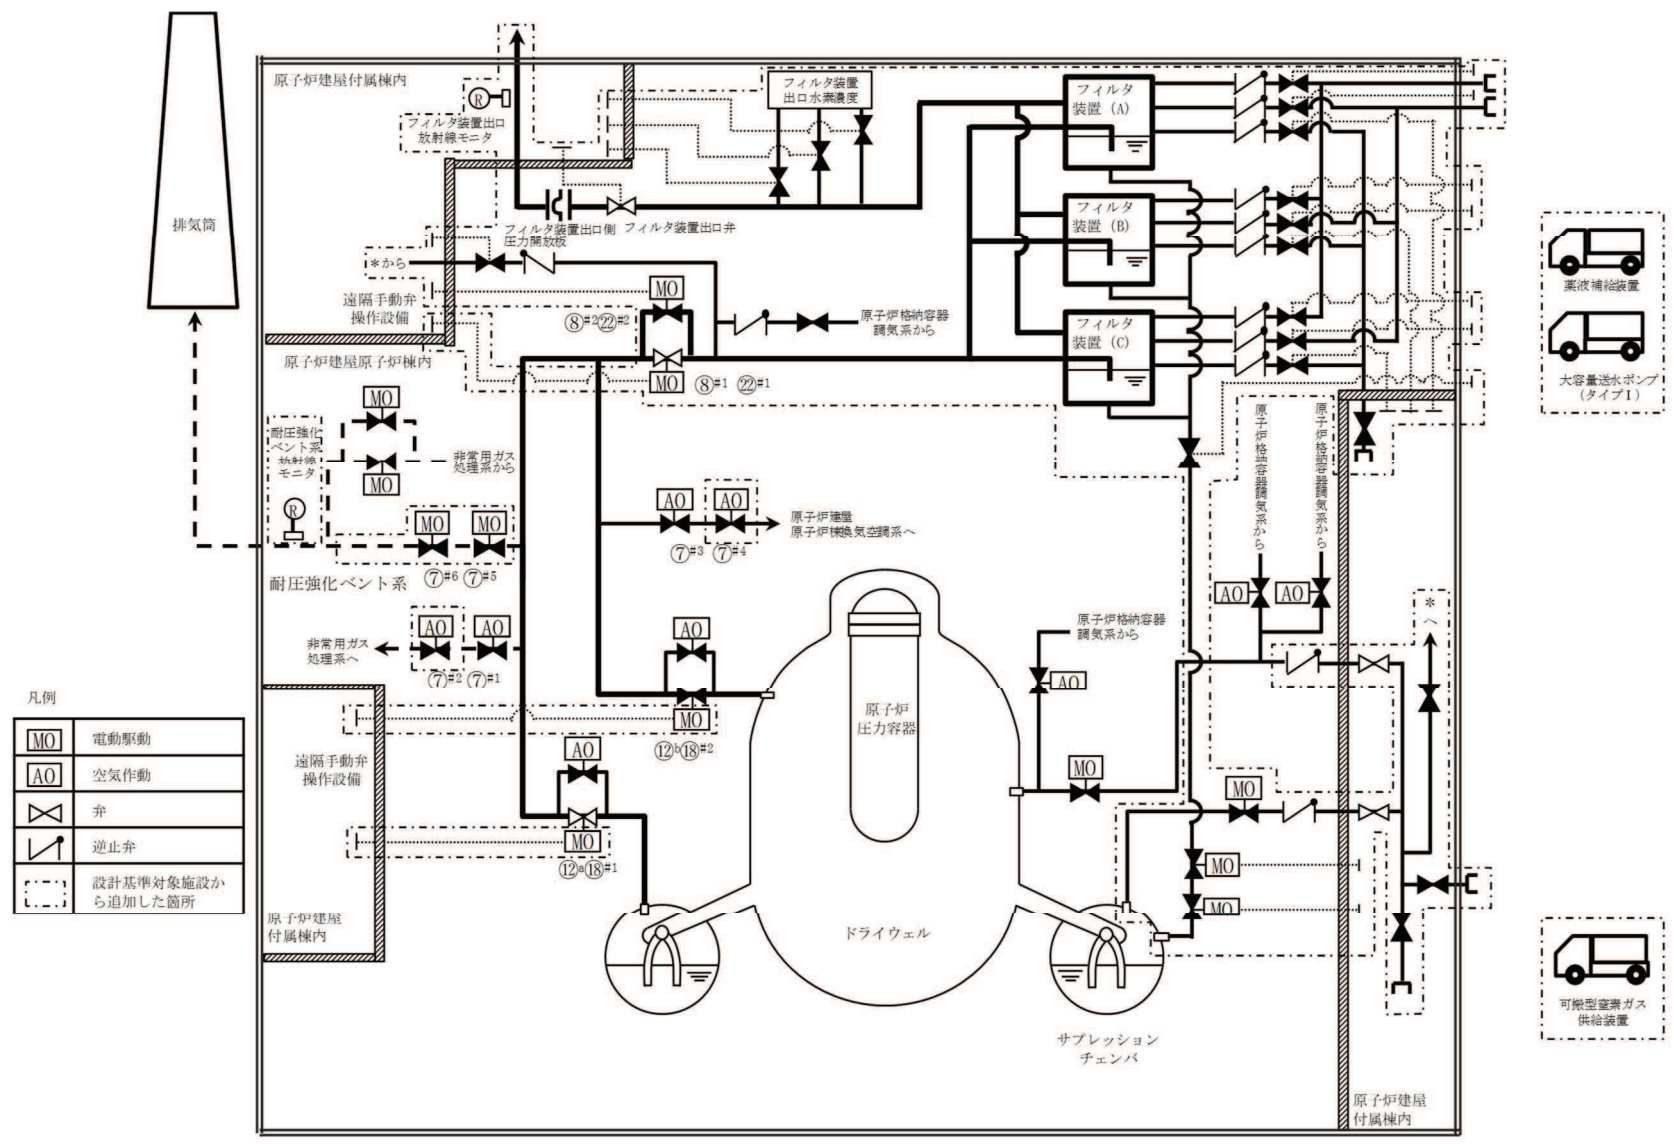 原子炉建屋付属棟内
R
フィルタ装置出口
放射線モニタ
フィルタ装置
出口水素濃度
フィルタ
装置（A）
フィルタ
装置（B）
フィルタ
装置（C）
排気筒
フィルタ装置出口側
圧力開放板
フィルタ装置出口弁
＊から
遠隔手動弁
操作設備
MO
⑧#2㉒#2
原子炉格納容器
調気系から
原子炉建屋原子炉棟内
MO
⑧#1 ㉒#1
薬液補給装置
大容量送水ポンプ
（タイプⅠ）
MO
耐圧強化
ベント系
放射線
モニタ
非常用ガス
処理系から
MO
R
原子炉格納容器調気系から
原子炉格納容器調気系から
AO
AO
⑦#3
⑦#4
原子炉建屋
原子炉棟換気空調系へ
MO
MO
⑦#6
⑦#5
耐圧強化ベント系
AO
AO
＊
へ
非常用ガス
処理系へ
AO
AO
⑦#2
⑦#1
AO
原子炉格納容器
調気系から
AO
MO
⑫b⑱#2
原子炉
圧力容器
凡例
MO
電動駆動
AO
空気作動
弁
逆止弁
設計基準対象施設か
ら追加した箇所
遠隔手動弁
操作設備
AO
MO
⑫a⑱#1
MO
MO
MO
MO
原子炉建屋
付属棟内
ドライウェル
サプレッション
チェンバ
可搬型窒素ガス
供給装置
原子炉建屋
付属棟内